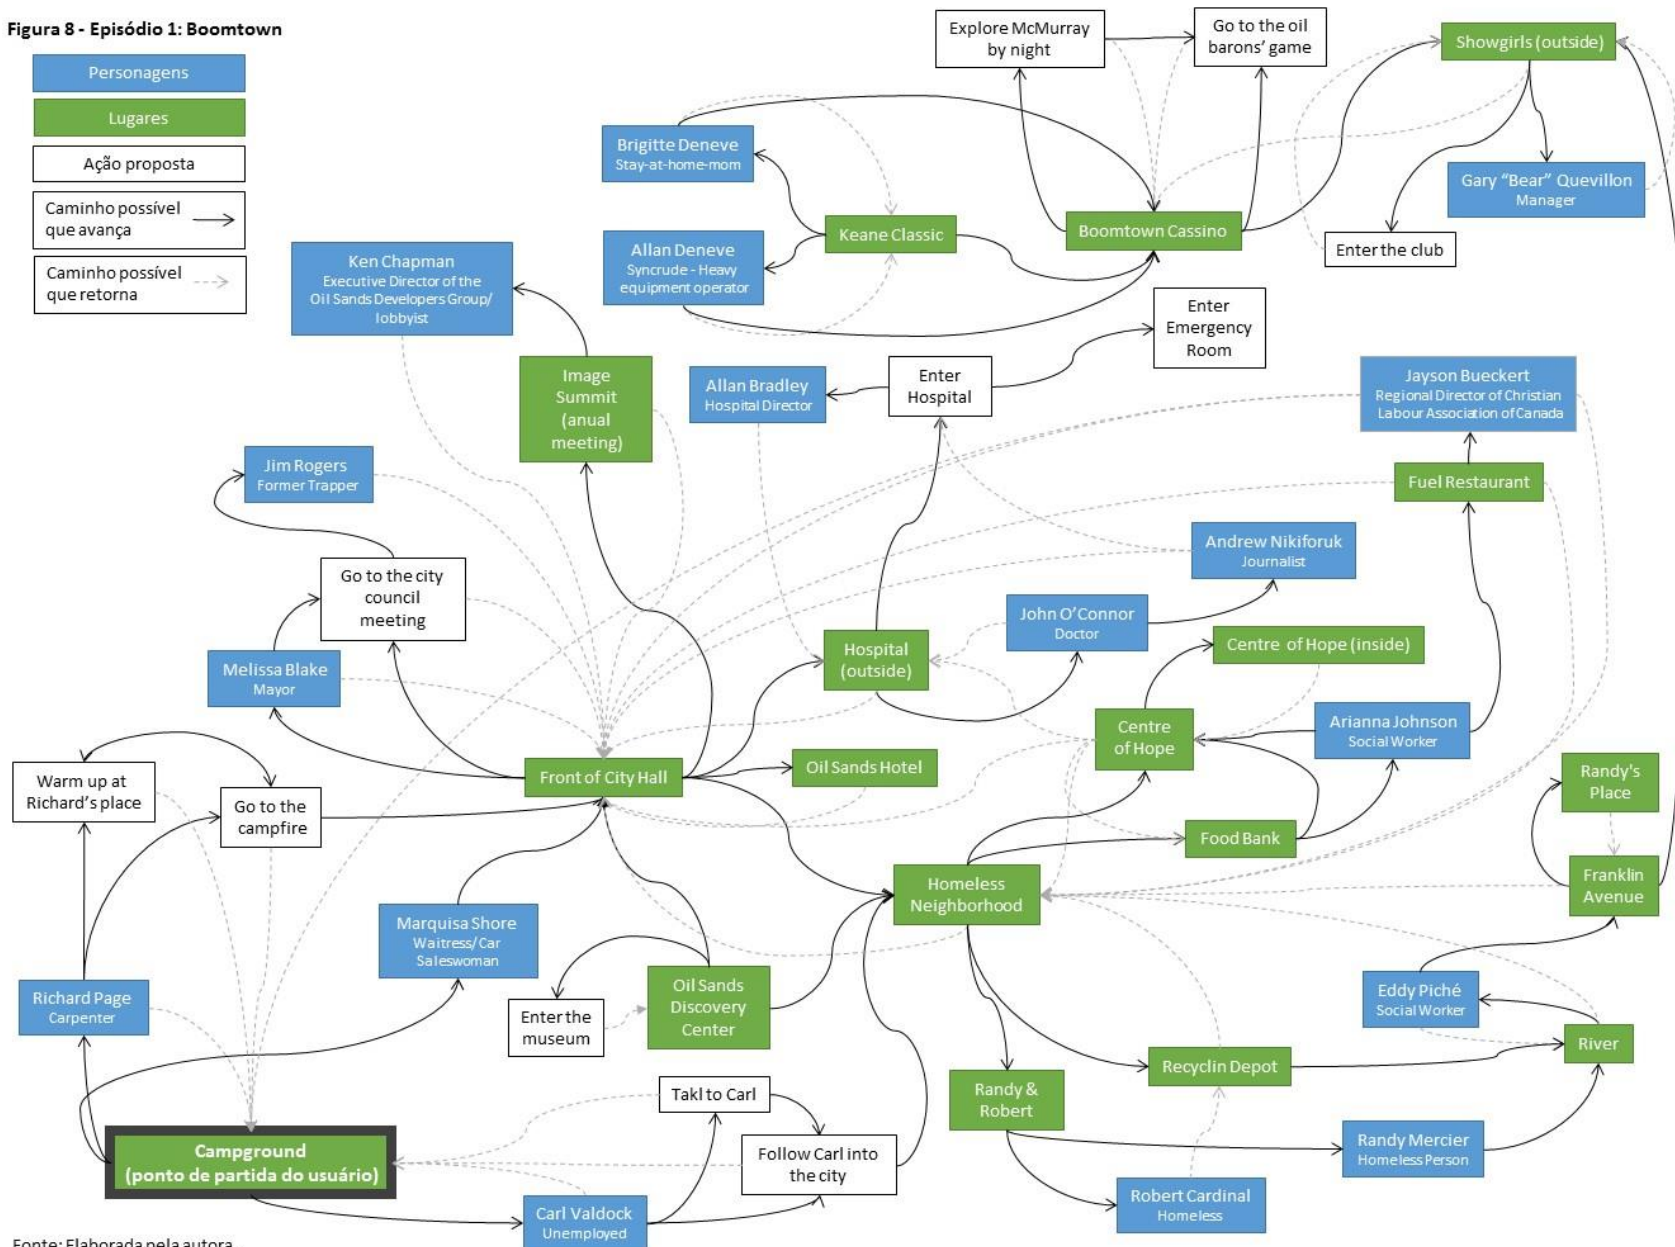 Figura 8 - Episódio 1: Boomtown
Personagens
Lugares
Ação proposta
Caminho possível
que avança
Caminho possível
que retorna
Explore McMurray
by night
Go to the oil
barons’ game
Showgirls (outside)
Brigitte Deneve
Stay-at-home-mom
Gary “Bear” Quevillon
Manager
Keane Classic
Boomtown Cassino
Enter the club
Allan Deneve
Syncrude - Heavy
equipment operator
Ken Chapman
Executive Director of the
Oil Sands Developers Group/
lobbyist
Enter
Emergency
Room
Image
Summit
(anual
meeting)
Allan Bradley
Hospital Director
Enter
Hospital
Jayson Bueckert
Regional Director of Christian
Labour Association of Canada
Jim Rogers
Former Trapper
Fuel Restaurant
Andrew Nikiforuk
Journalist
Go to the city
council
meeting
John O’Connor
Doctor
Hospital
(outside)
Centre of Hope (inside)
Melissa Blake
Mayor
Centre
of Hope
Arianna Johnson
Social Worker
Warm up at
Richard’s place
Front of City Hall
Oil Sands Hotel
Randy's
Place
Go to the
campfire
Food Bank
Homeless
Neighborhood
Franklin
Avenue
Marquisa Shore
Waitress/Car
Saleswoman
Richard Page
Carpenter
Enter the
museum
Oil Sands
Discovery
Center
Eddy Piché
Social Worker
River
Recyclin Depot
Randy &
Robert
Takl to Carl
Campground
(ponto de partida do usuário)
Follow Carl into
the city
Randy Mercier
Homeless Person
Carl Valdock
Unemployed
Robert Cardinal
Homeless
Fonte: Elaborada pela autora